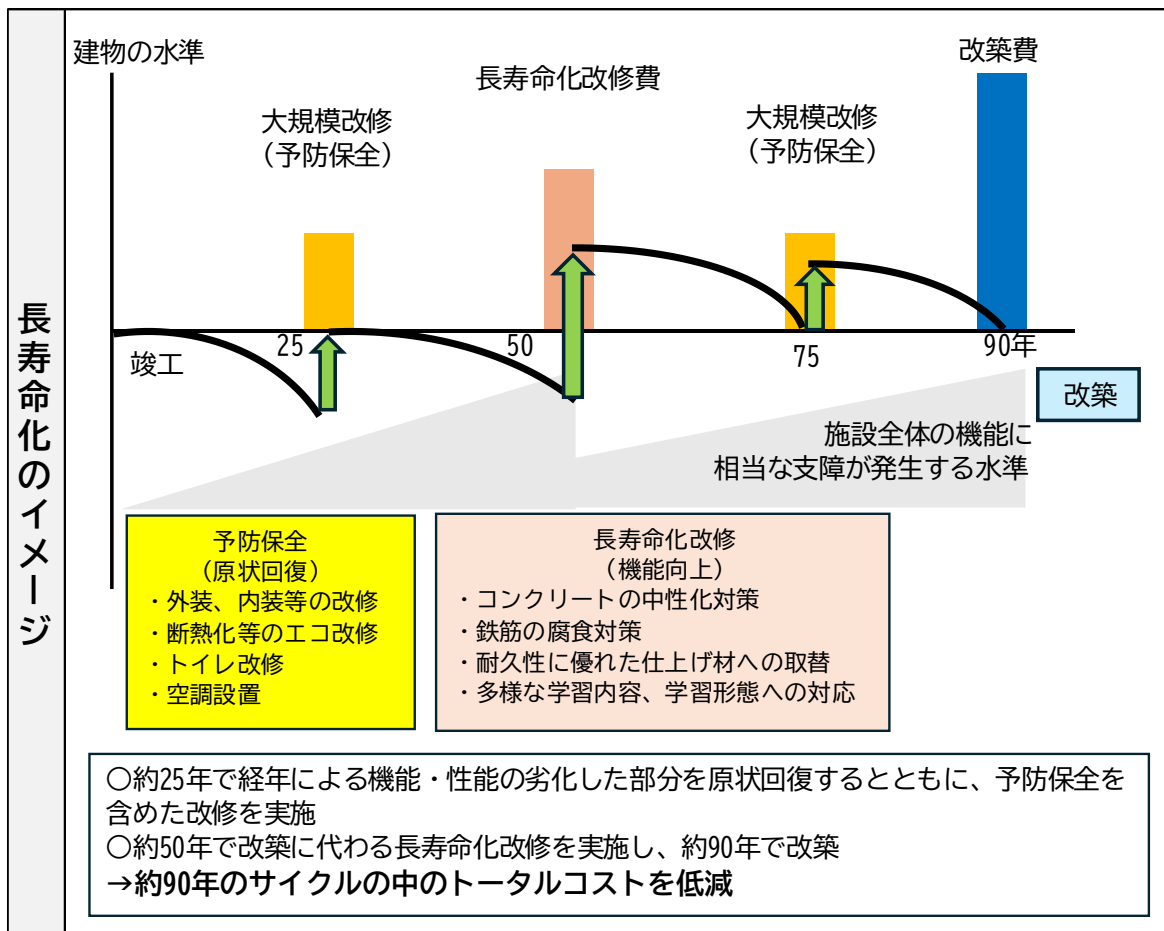 長寿命化のイメージ
建物の水準
改築費
長寿命化改修費
大規模改修
（予防保全）
大規模改修
（予防保全）
竣工
25
50
75
90年
改築
施設全体の機能に
相当な支障が発生する水準
予防保全
（原状回復）
・外装、内装等の改修
・断熱化等のエコ改修
・トイレ改修
・空調設置
長寿命化改修
（機能向上）
・コンクリートの中性化対策
・鉄筋の腐食対策
・耐久性に優れた仕上げ材への取替
・多様な学習内容、学習形態への対応
○約25年で経年による機能・性能の劣化した部分を原状回復するとともに、予防保全を
含めた改修を実施
○約50年で改築に代わる長寿命化改修を実施し、約90年で改築
→約90年のサイクルの中のトータルコストを低減